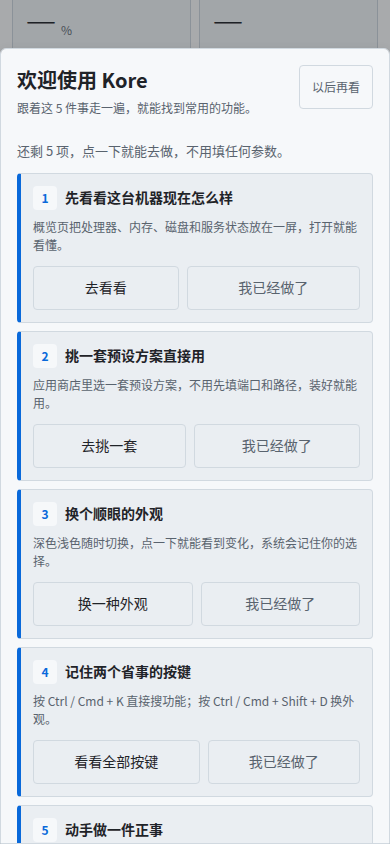 —— % ——
欢迎使用 Kore
以后再看
跟着这 5 件事走一遍，就能找到常用的功能。
还剩 5 项，点一下就能去做，不用填任何参数。
1 先看看这台机器现在怎么样
概览页把处理器、内存、磁盘和服务状态放在一屏，打开就能
看懂。
去看看 我已经做了
2 挑一套预设方案直接用
应用商店里选一套预设方案，不用先填端口和路径，装好就能
用。
去挑一套 我已经做了
3 换个顺眼的外观
深色浅色随时切换，点一下就能看到变化，系统会记住你的选
择。
换一种外观 我已经做了
4 记住两个省事的按键
按 Ctrl / Cmd + K 直接搜功能；按 Ctrl / Cmd + Shift + D 换外
观。
看看全部按键 我已经做了
5 动手做一件正事